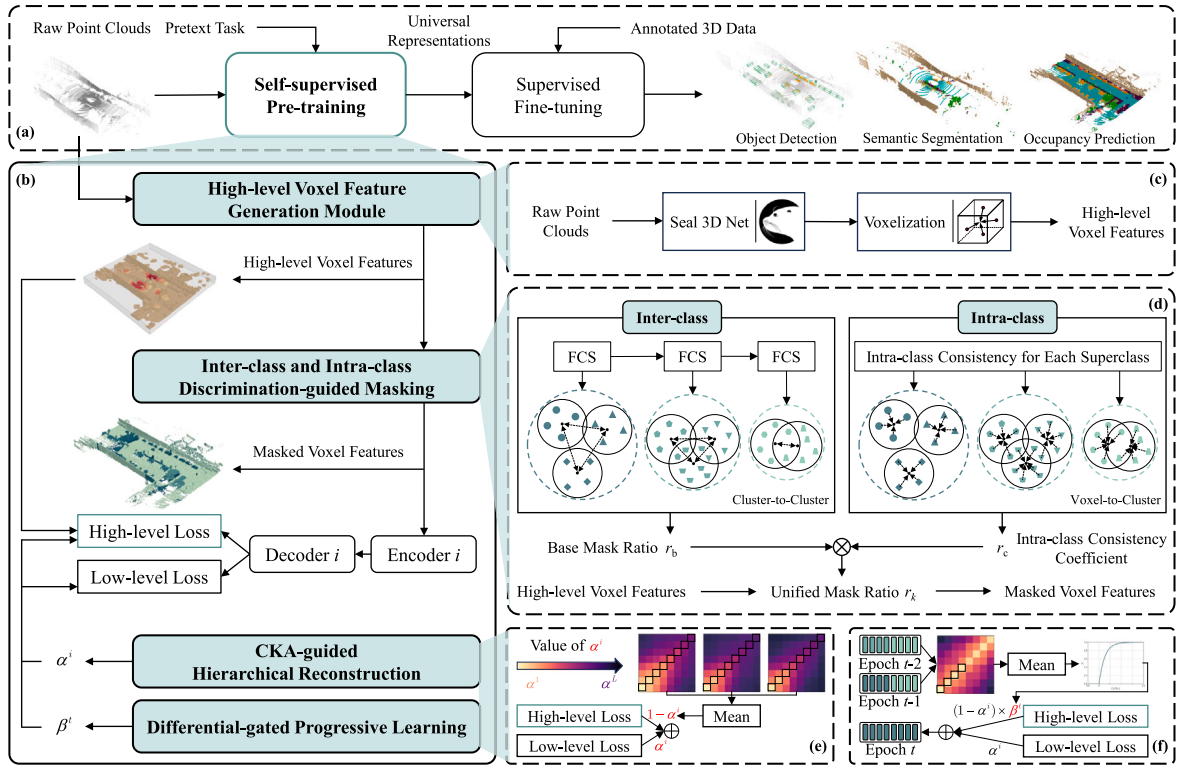 Raw Point Clouds
Pretext Task
Universal
Representations
Annotated 3D Data
Self-supervised
Pre-training
Supervised
Fine-tuning
(a)
Object Detection
Semantic Segmentation
Occupancy Prediction
(b)
High-level Voxel Feature
Generation Module
High-level Voxel Features
Inter-class and Intra-class
Discrimination-guided Masking
Masked Voxel Features
High-level Loss
Low-level Loss
Decoder i
Encoder i
α^i
CKA-guided
Hierarchical Reconstruction
β^t
Differential-gated Progressive Learning
(c)
Raw Point
Clouds
Seal 3D Net
Voxelization
High-level
Voxel Features
(d)
Inter-class
FCS
FCS
FCS
Cluster-to-Cluster
Intra-class
Intra-class Consistency for Each Superclass
Voxel-to-Cluster
Base Mask Ratio r_b
r_c
Intra-class Consistency
Coefficient
High-level Voxel Features
Unified Mask Ratio r_k
Masked Voxel Features
Value of α^i
α^1
α^L
1−α^i
Mean
High-level Loss
Low-level Loss
α^i
(e)
Epoch t-2
Epoch t-1
Mean
(1−α^i)×β^t
High-level Loss
Epoch t
α^i
Low-level Loss
(f)